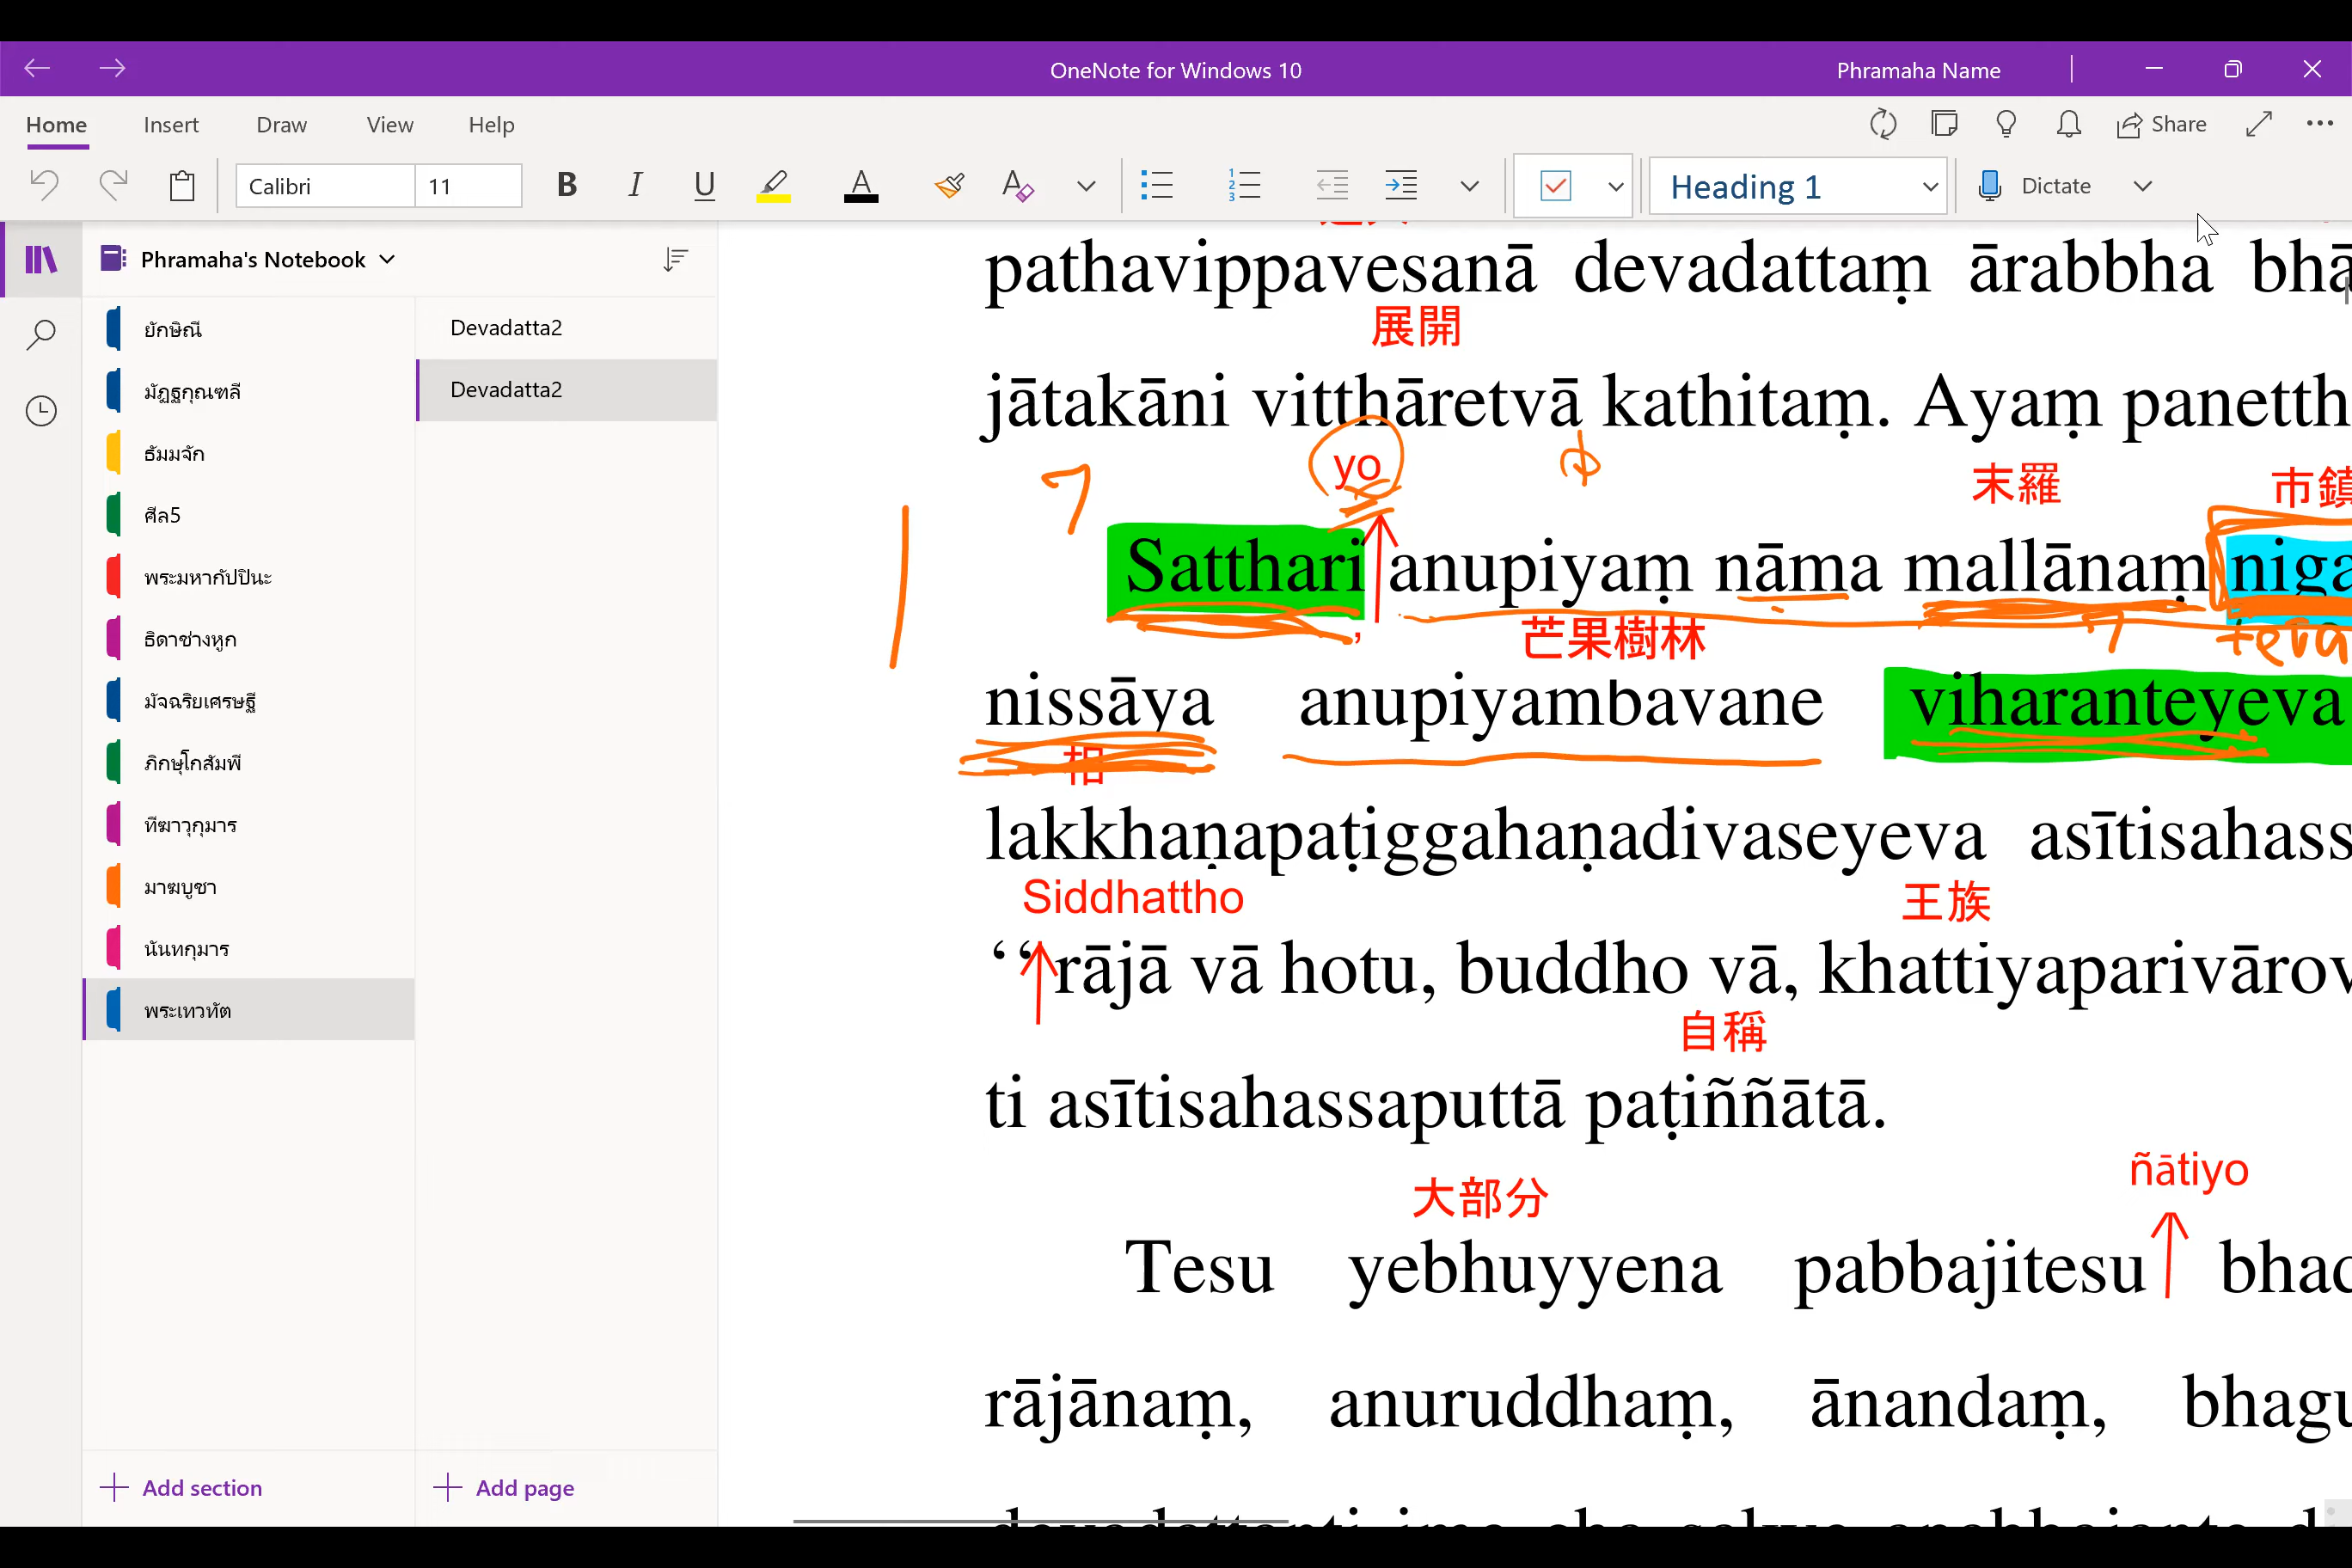 OneNote for Windows 10
Phramaha Name
Home Insert Draw View Help
Share
Calibri 11
Heading 1
Dictate
Phramaha's Notebook
ยักษิณี
มัฏฐกุณฑลี
ธัมมจัก
ศีล5
พระมหากัปปินะ
ธิดาช่างหูก
มัจฉริยเศรษฐี
ภิกษุโกสัมพี
ทีฆาวุกุมาร
มาฆบูชา
นันทกุมาร
พระเทวทัต
Add section
Devadatta2
Devadatta2
Add page
pathavippavesanā devadattaṃ ārabbha bhā
展開
jātakāni vitthāretvā kathitaṃ. Ayaṃ panetth
7 yo 末羅 市鎮
Satthari anupiyaṃ nāma mallānaṃ niga
, 芒果樹林 7 teva
nissāya anupiyambavane viharanteyeva
相
lakkhaṇapaṭiggahaṇadivaseyeva asītisahass
Siddhattho 王族
‘‘rājā vā hotu, buddho vā, khattiyaparivārov
自稱
ti asītisahassaputtā paṭiññātā.
大部分 ñātiyo
Tesu yebhuyyena pabbajitesu bhad
rājānaṃ, anuruddhaṃ, ānandaṃ, bhagu